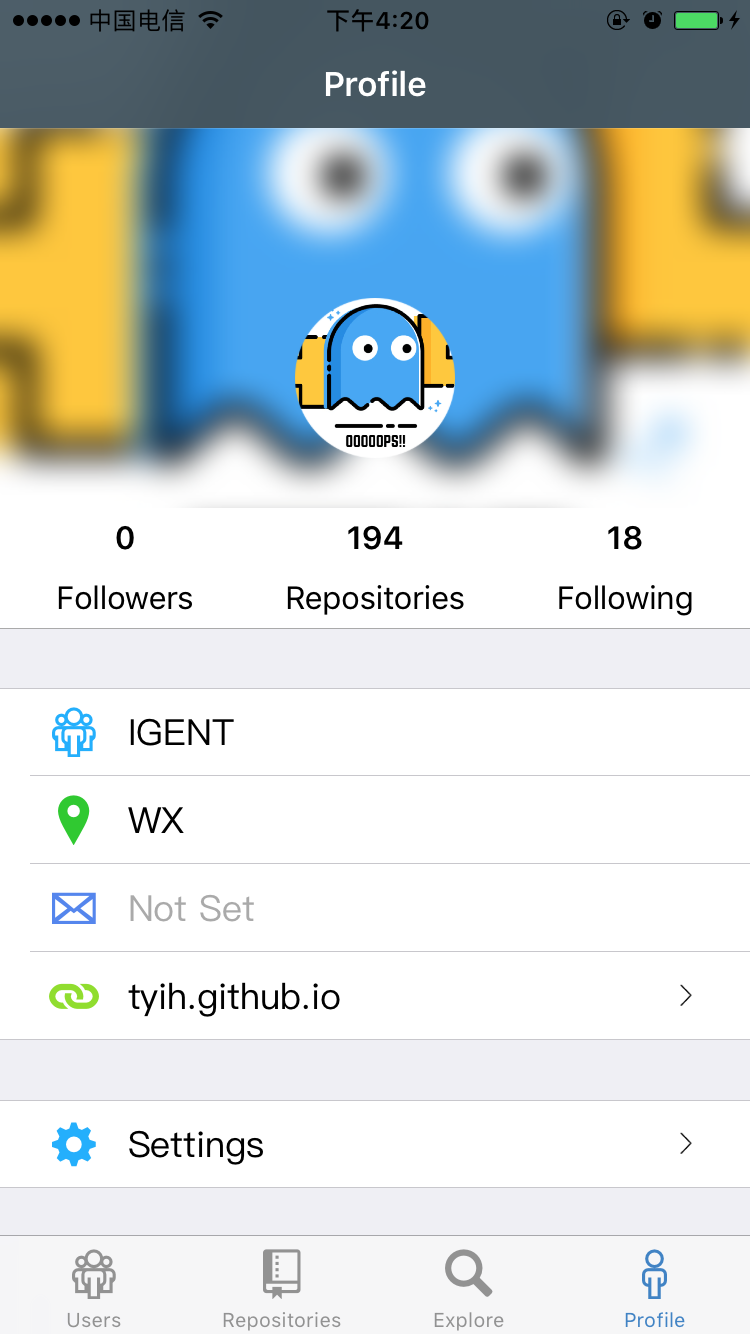 中国电信
下午4:20
Profile
OOOOOPS!!
0
194
18
Followers
Repositories
Following
IGENT
WX
Not Set
tyih.github.io
Settings
Users
Repositories
Explore
Profile